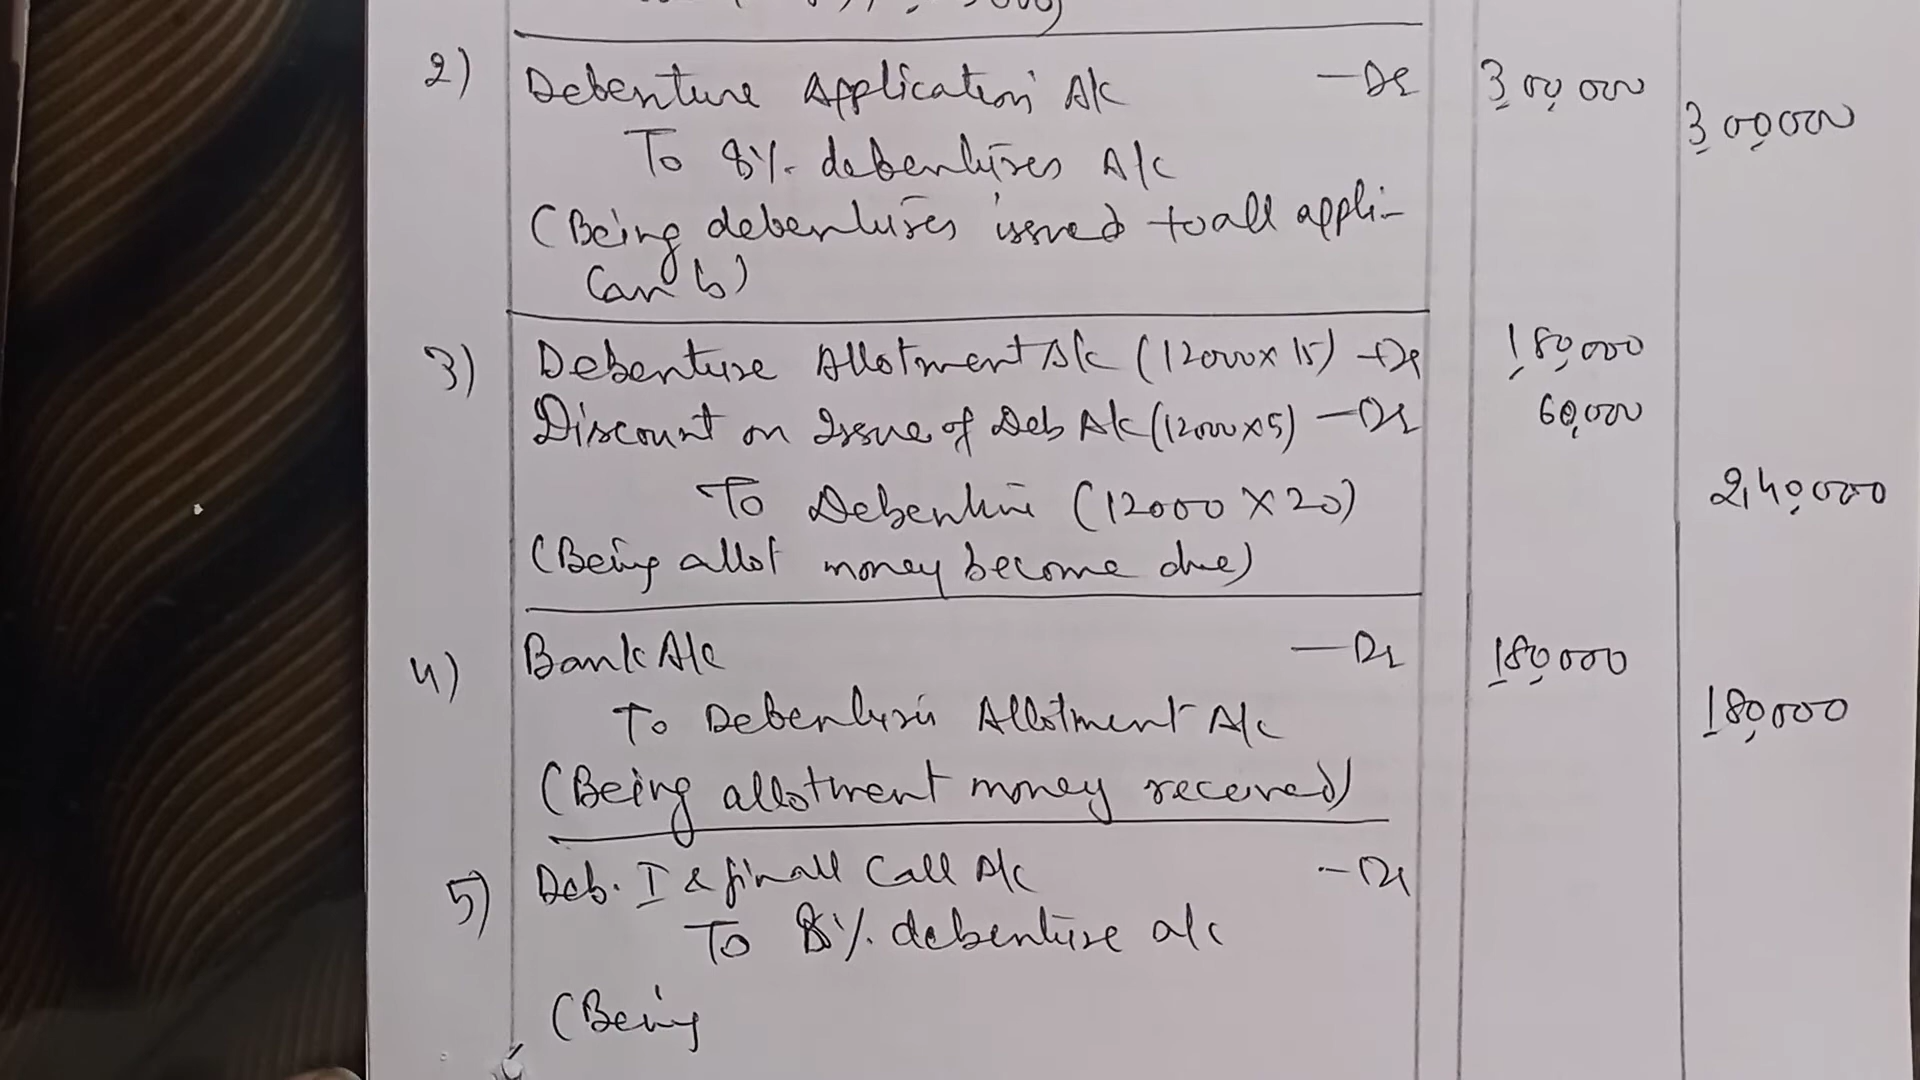 2) Debenture Application A/c —Dr 3,00,000
To 8% debentures A/c 3,00,000
(Being debentures issued to all appli-
cants)
3) Debenture Allotment A/c (12000×15) —Dr 1,80,000
Discount on Issue of Deb A/c (12000×5) —Dr 60,000
To Debenture (12000×20) 2,40,000
(Being allot money become due)
4) Bank A/c —Dr 1,80,000
To Debenture Allotment A/c 1,80,000
(Being allotment money received)
5) Deb. I & finall Call A/c —Dr
To 8% debenture a/c
(Being